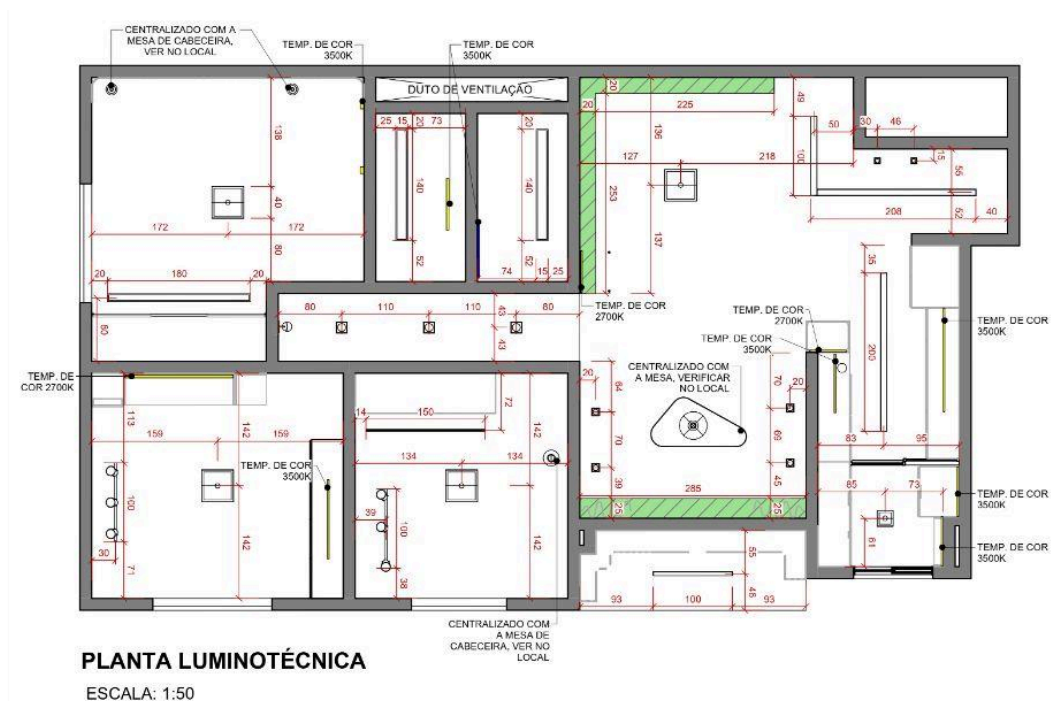 CENTRALIZADO COM A
MESA DE CABECEIRA,
VER NO LOCAL
TEMP. DE COR
3500K
TEMP. DE COR
3500K
DUTO DE VENTILAÇÃO
20
20
225
49
50
30
46
15
25
15
20
73
20
138
136
127
218
100
55
140
140
253
208
40
52
40
172
172
80
137
52
52
74
15
25
35
20
180
20
60
80
110
110
80
43
43
TEMP. DE COR
2700K
TEMP. DE COR
2700K
TEMP. DE COR
3500K
TEMP. DE COR
3500K
200
TEMP. DE
COR 2700K
CENTRALIZADO COM
A MESA, VERIFICAR
NO LOCAL
20
64
70
20
113
142
159
159
14
150
72
142
134
134
70
69
39
45
83
95
TEMP. DE COR
3500K
285
85
73
TEMP. DE COR
3500K
100
30
71
142
39
100
38
142
25
25
61
TEMP. DE COR
3500K
55
93
100
93
48
CENTRALIZADO COM
A MESA DE
CABECEIRA, VER NO
LOCAL
PLANTA LUMINOTÉCNICA
ESCALA: 1:50